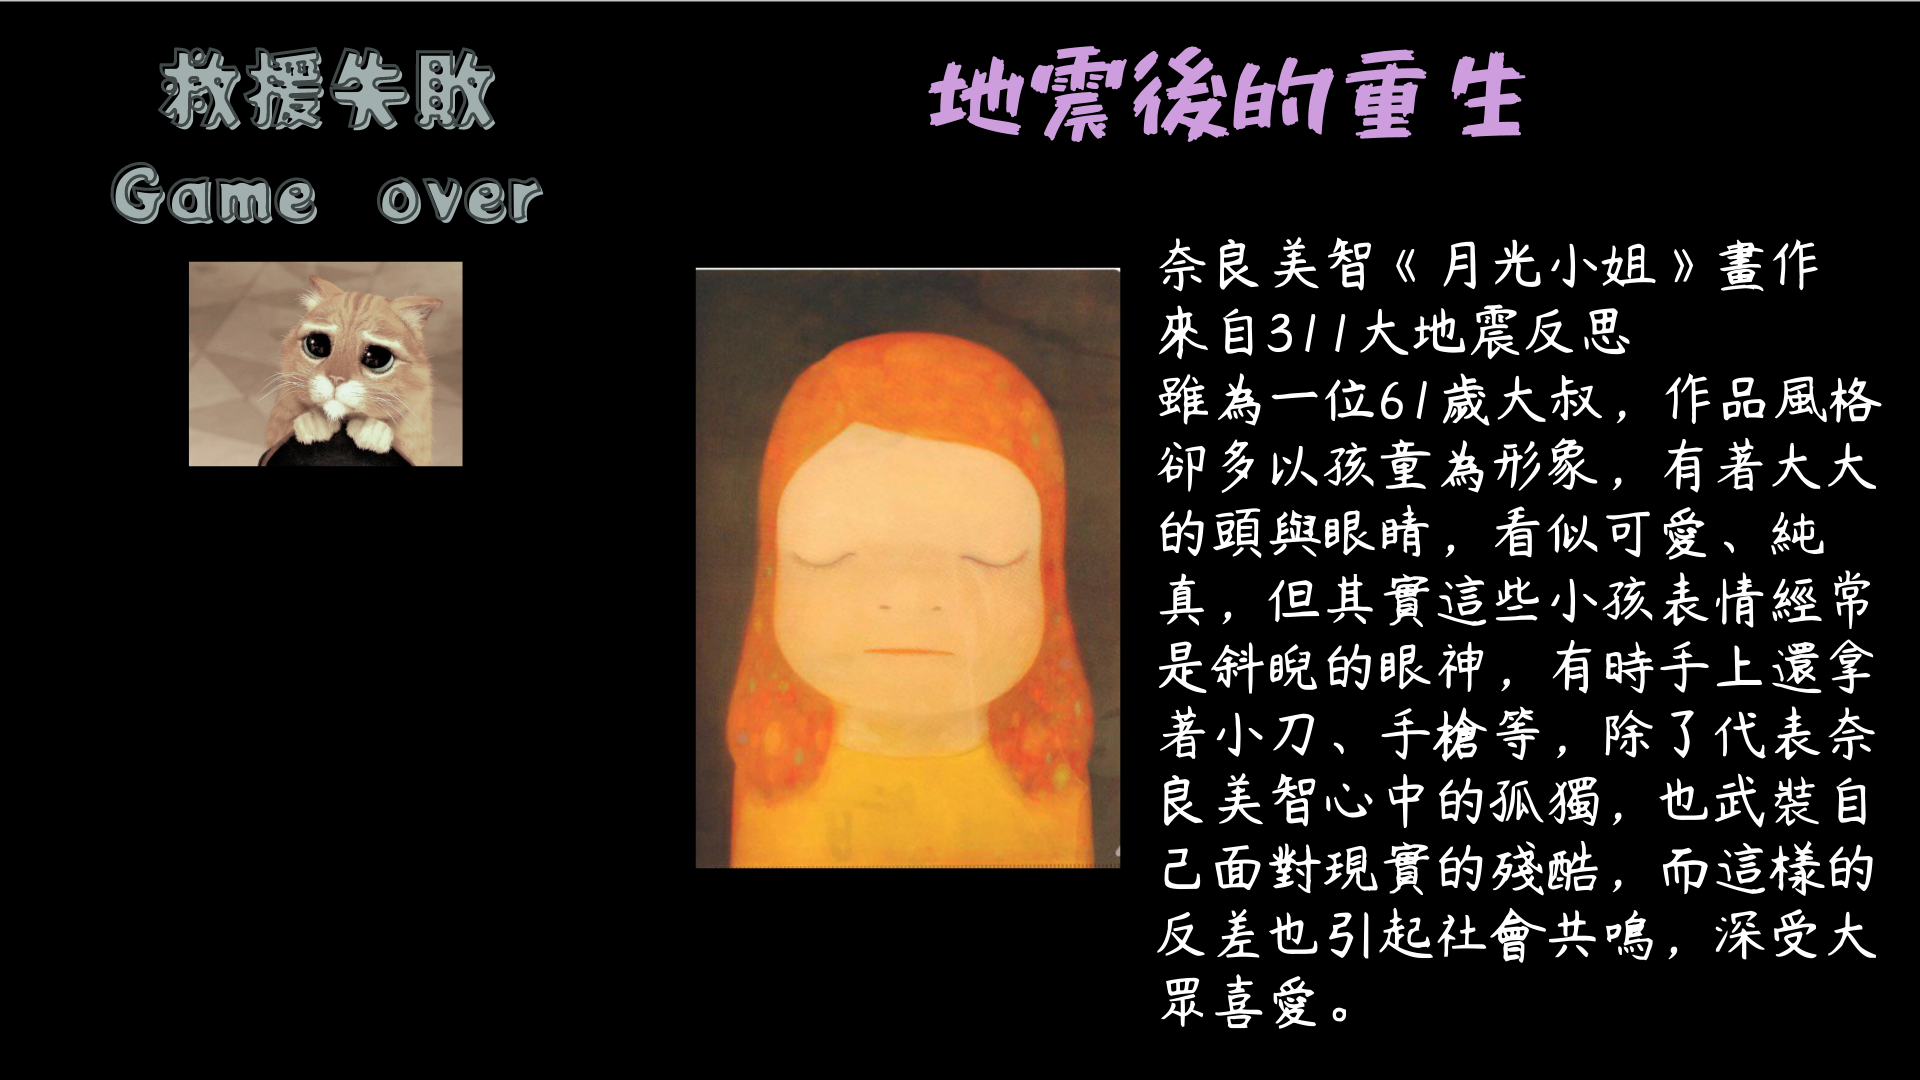 救援失敗
Game over
地震後的重生
奈良美智《月光小姐》畫作
來自311大地震反思
雖為一位61歲大叔，作品風格
卻多以孩童為形象，有著大大
的頭與眼睛，看似可愛、純
真，但其實這些小孩表情經常
是斜睨的眼神，有時手上還拿
著小刀、手槍等，除了代表奈
良美智心中的孤獨，也武裝自
己面對現實的殘酷，而這樣的
反差也引起社會共鳴，深受大
眾喜愛。